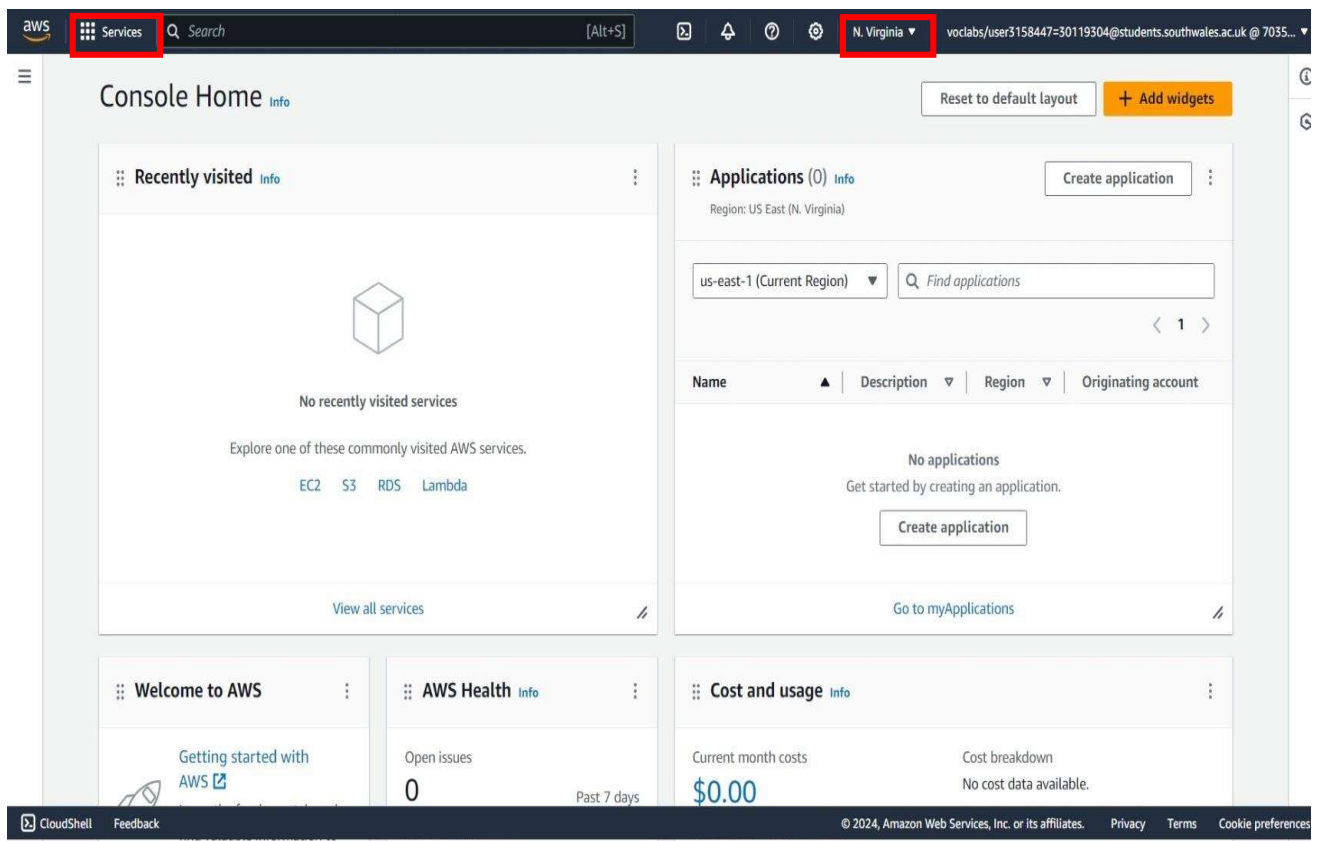 aws Services Search [Alt+S] N. Virginia ▼ voclabs/user3158447=30119304@students.southwales.ac.uk @ 7035... ▼
Console Home Info
Reset to default layout
+ Add widgets
Recently visited Info
No recently visited services
Explore one of these commonly visited AWS services.
EC2 S3 RDS Lambda
View all services
Applications (0) Info
Create application
Region: US East (N. Virginia)
us-east-1 (Current Region) ▼
Find applications
< 1 >
Name ▲ Description ▽ Region ▽ Originating account
No applications
Get started by creating an application.
Create application
Go to myApplications
Welcome to AWS
Getting started with
AWS
AWS Health Info
Open issues
0
Past 7 days
Cost and usage Info
Current month costs
$0.00
Cost breakdown
No cost data available.
CloudShell Feedback © 2024, Amazon Web Services, Inc. or its affiliates. Privacy Terms Cookie preferences